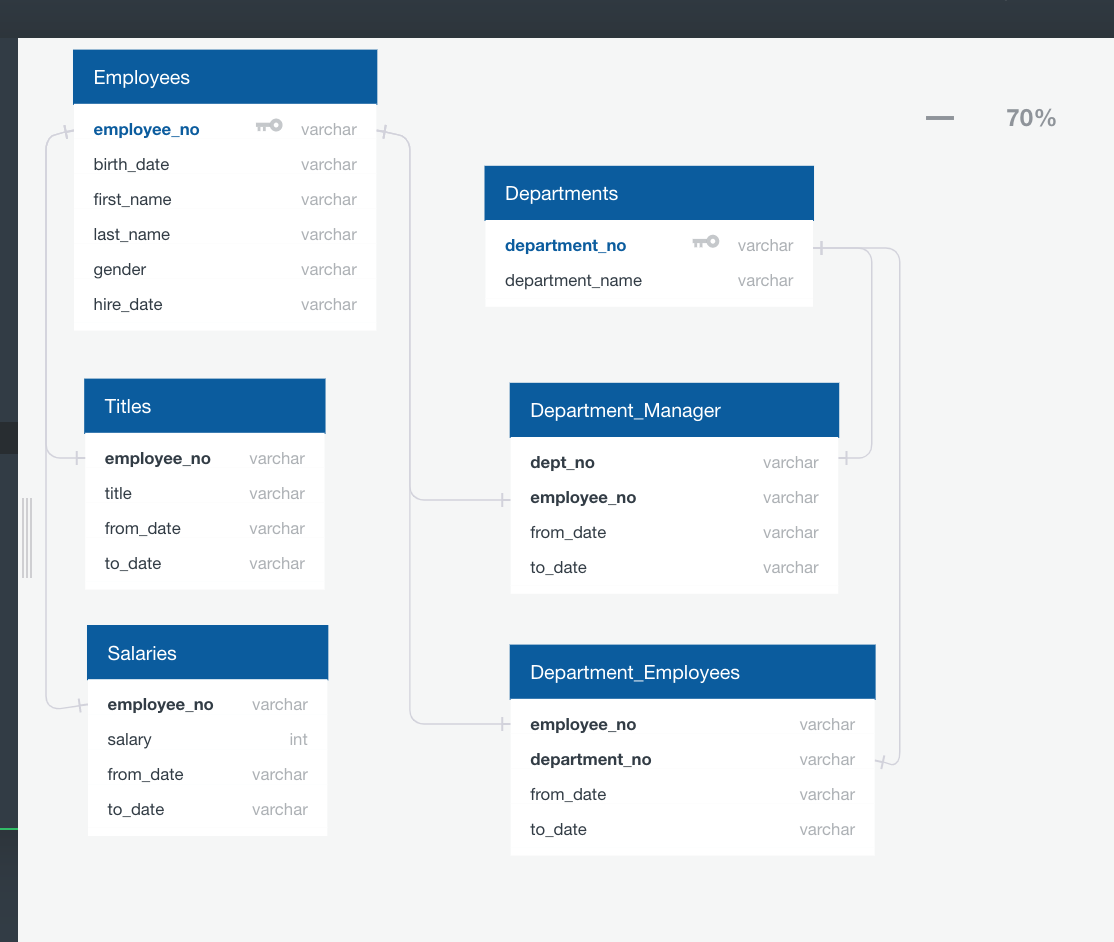 70%
Employees
employee_no varchar
birth_date varchar
first_name varchar
last_name varchar
gender varchar
hire_date varchar
Departments
department_no varchar
department_name varchar
Titles
employee_no varchar
title varchar
from_date varchar
to_date varchar
Department_Manager
dept_no varchar
employee_no varchar
from_date varchar
to_date varchar
Salaries
employee_no varchar
salary int
from_date varchar
to_date varchar
Department_Employees
employee_no varchar
department_no varchar
from_date varchar
to_date varchar